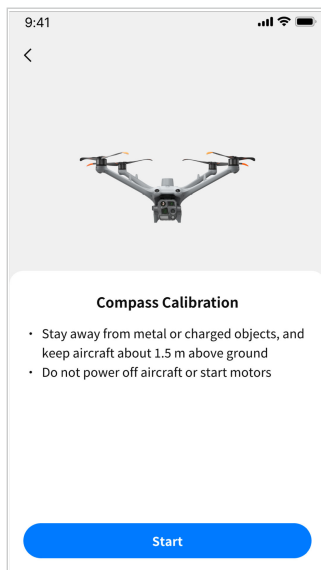 9:41
Compass Calibration
· Stay away from metal or charged objects, and
keep aircraft about 1.5 m above ground
· Do not power off aircraft or start motors
Start